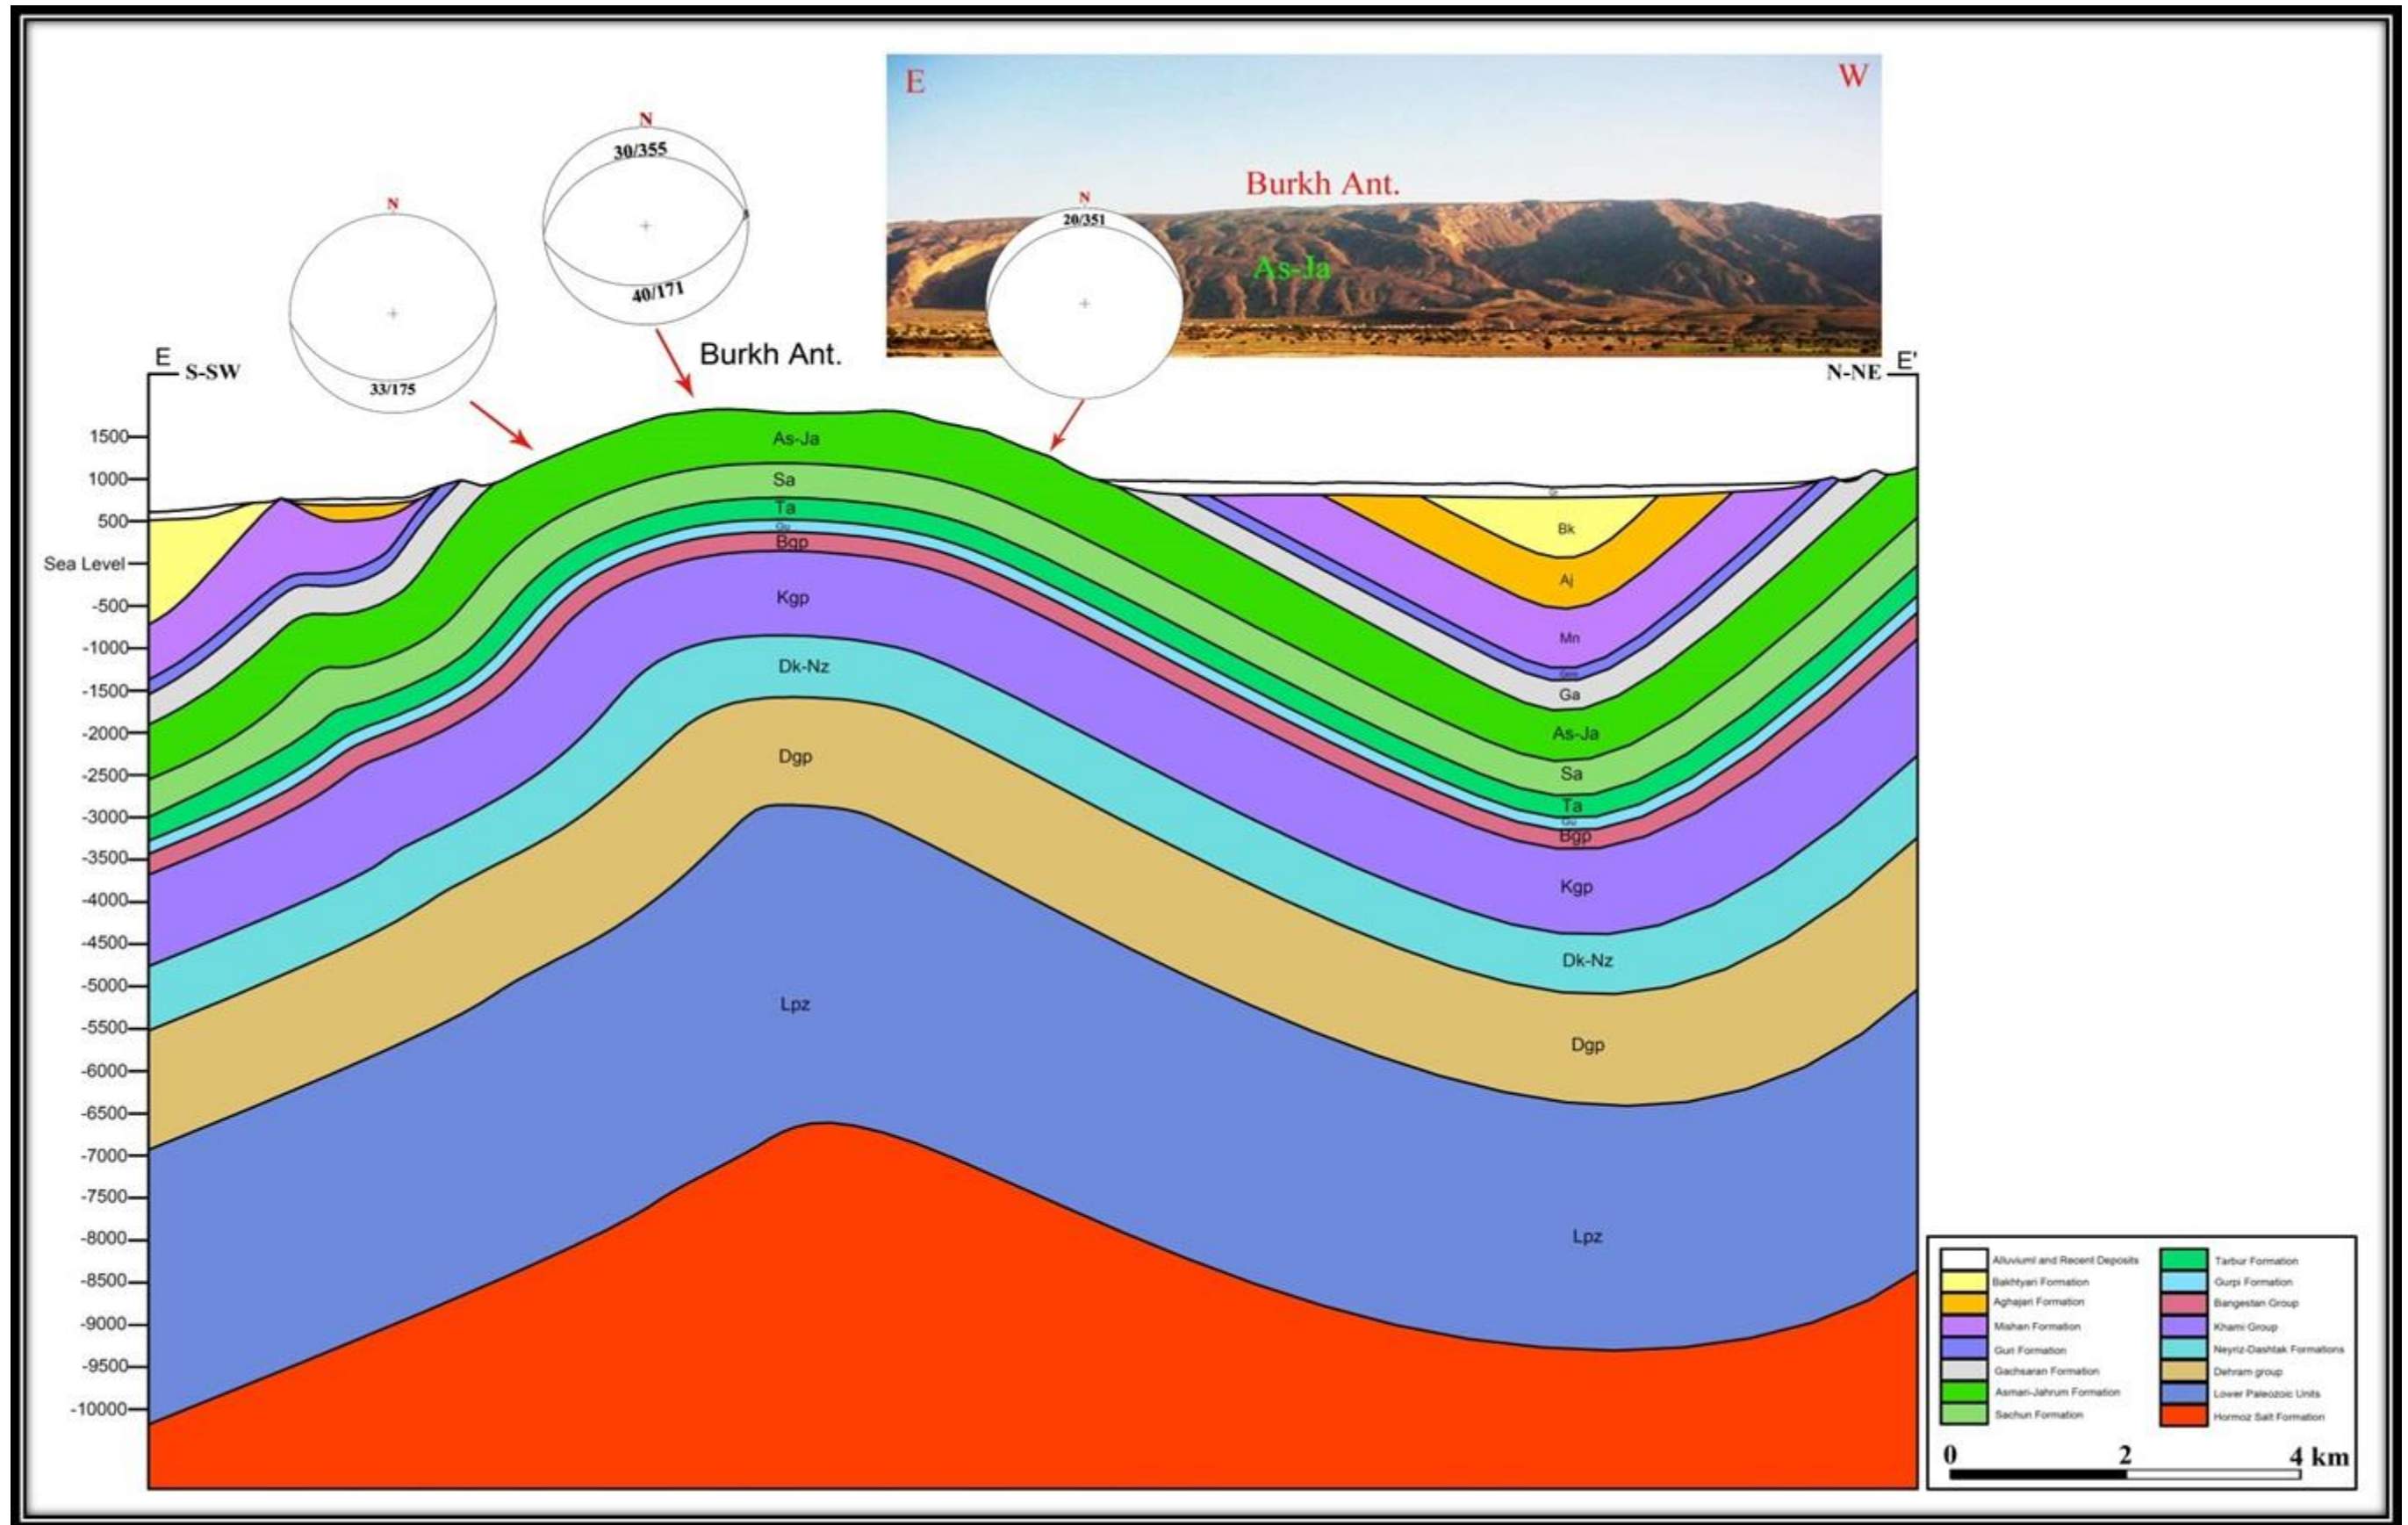 E
W
N
30/355
40/171
Burkh Ant.
N
20/351
As-Ja
N
33/175
Burkh Ant.
E
S-SW
E'
N-NE
1500
1000
500
Sea Level
-500
-1000
-1500
-2000
-2500
-3000
-3500
-4000
-4500
-5000
-5500
-6000
-6500
-7000
-7500
-8000
-8500
-9000
-9500
-10000
As-Ja
Sa
Ta
Gu
Bgp
Kgp
Dk-Nz
Dgp
Lpz
Bk
Aj
Mn
Ga
As-Ja
Sa
Ta
Gu
Bgp
Kgp
Dk-Nz
Dgp
Lpz
Alluviuml and Recent Deposits
Bakhtyari Formation
Aghajari Formation
Mishan Formation
Guri Formation
Gachsaran Formation
Asmari-Jahrum Formation
Sachun Formation
Tarbur Formation
Gurpi Formation
Bangestan Group
Khami Group
Neyriz-Dashtak Formations
Dehram group
Lower Paleozoic Units
Hormoz Salt Formation
0 2 4 km